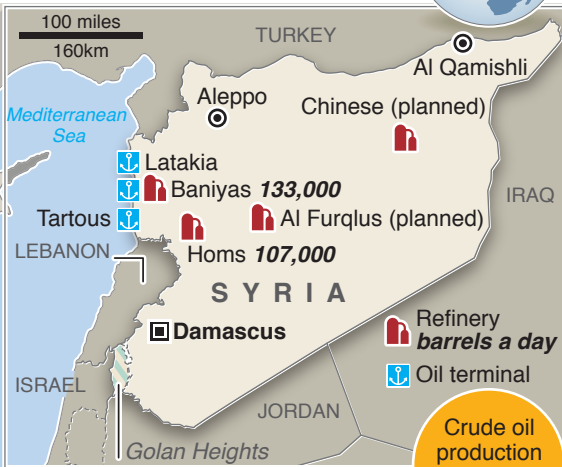 100 miles
160km
TURKEY
Al Qamishli
Mediterranean
Sea
Aleppo
Chinese (planned)
Latakia
Baniyas 133,000
IRAQ
Tartous
Al Furqlus (planned)
LEBANON
Homs 107,000
SYRIA
Damascus
Refinery
barrels a day
Oil terminal
ISRAEL
JORDAN
Golan Heights
Crude oil
production